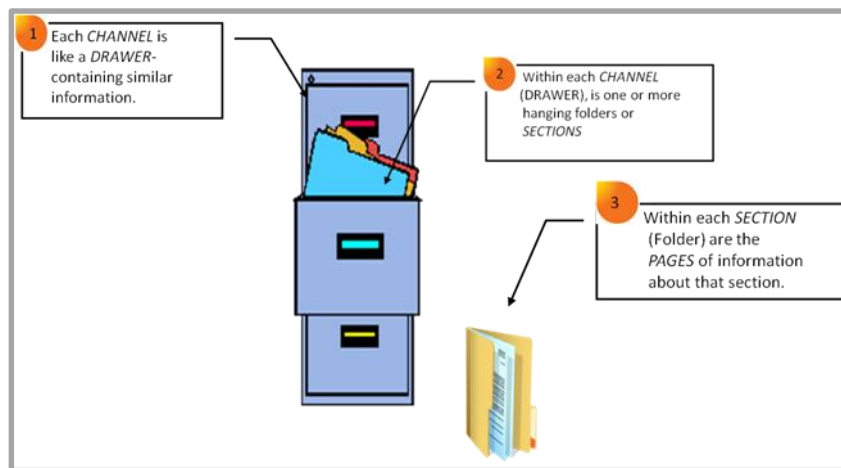 1
Each CHANNEL is
like a DRAWER-
containing similar
information.
2
Within each CHANNEL
(DRAWER), is one or more
hanging folders or
SECTIONS
3
Within each SECTION
(Folder) are the
PAGES of information
about that section.